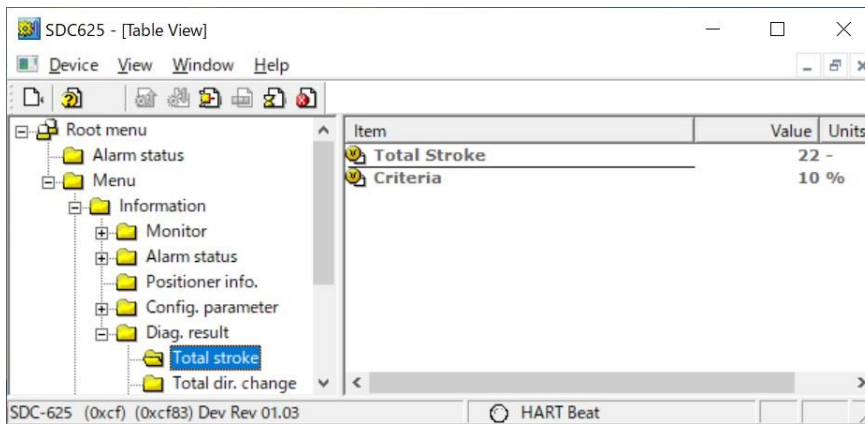 SDC625 - [Table View]
Device View Window Help
Root menu
Alarm status
Menu
Information
Monitor
Alarm status
Positioner info.
Config. parameter
Diag. result
Total stroke
Total dir. change
Item Value Units
Total Stroke 22 -
Criteria 10 %
SDC-625 (0xcf) (0xcf83) Dev Rev 01.03 HART Beat